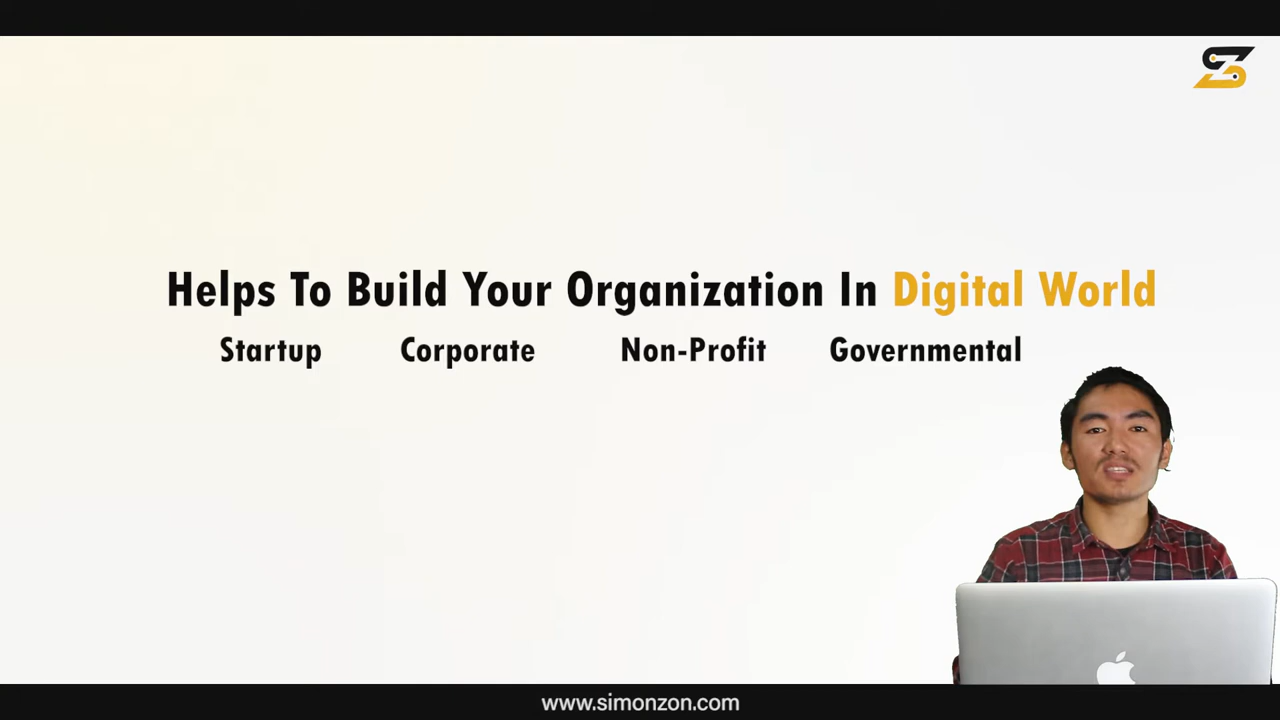 Helps To Build Your Organization In Digital World
Startup Corporate Non-Profit Governmental
www.simonzon.com